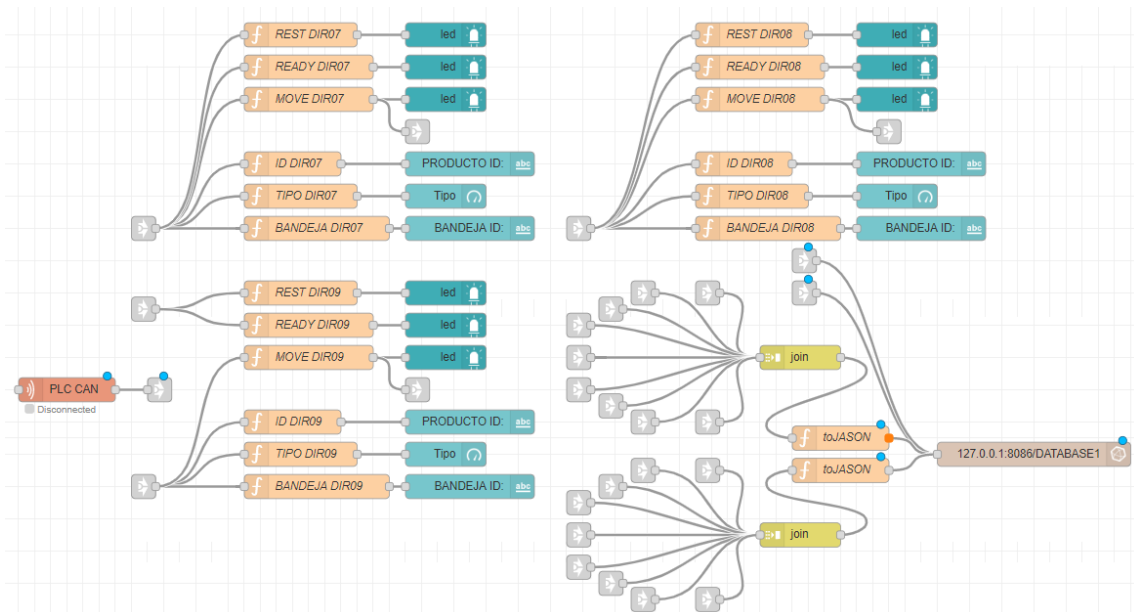 REST DIR07 led
READY DIR07 led
MOVE DIR07 led
ID DIR07 PRODUCTO ID: abc
TIPO DIR07 Tipo
BANDEJA DIR07 BANDEJA ID: abc
REST DIR08 led
READY DIR08 led
MOVE DIR08 led
ID DIR08 PRODUCTO ID: abc
TIPO DIR08 Tipo
BANDEJA DIR08 BANDEJA ID: abc
REST DIR09 led
READY DIR09 led
MOVE DIR09 led
PLC CAN
Disconnected
ID DIR09 PRODUCTO ID: abc
TIPO DIR09 Tipo
BANDEJA DIR09 BANDEJA ID: abc
join
toJASON
127.0.0.1:8086/DATABASE1
toJASON
join